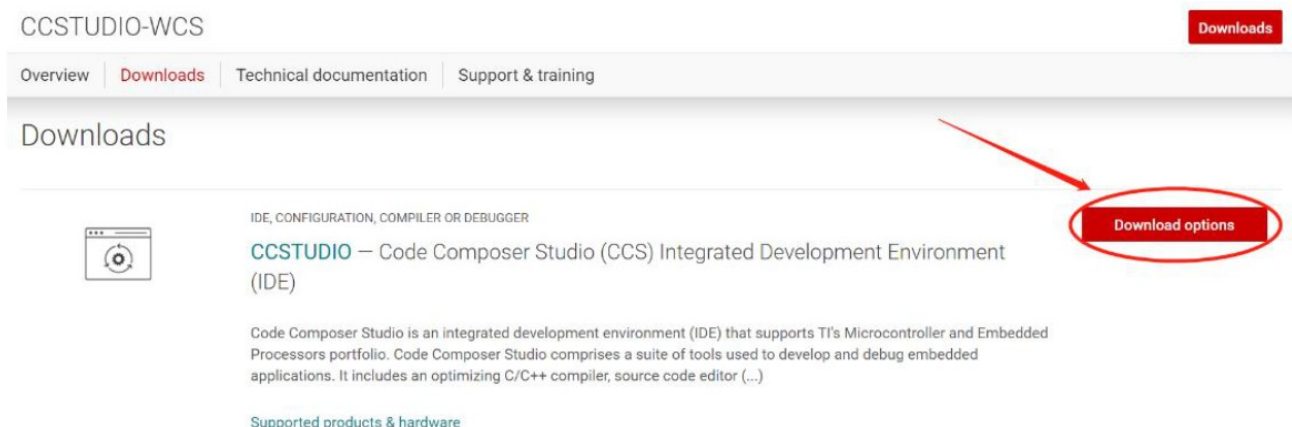 CCSTUDIO-WCS
Downloads
Overview
Downloads
Technical documentation
Support & training
Downloads
IDE, CONFIGURATION, COMPILER OR DEBUGGER
Download options
CCSTUDIO — Code Composer Studio (CCS) Integrated Development Environment
(IDE)
Code Composer Studio is an integrated development environment (IDE) that supports TI's Microcontroller and Embedded
Processors portfolio. Code Composer Studio comprises a suite of tools used to develop and debug embedded
applications. It includes an optimizing C/C++ compiler, source code editor (...)
Supported products & hardware